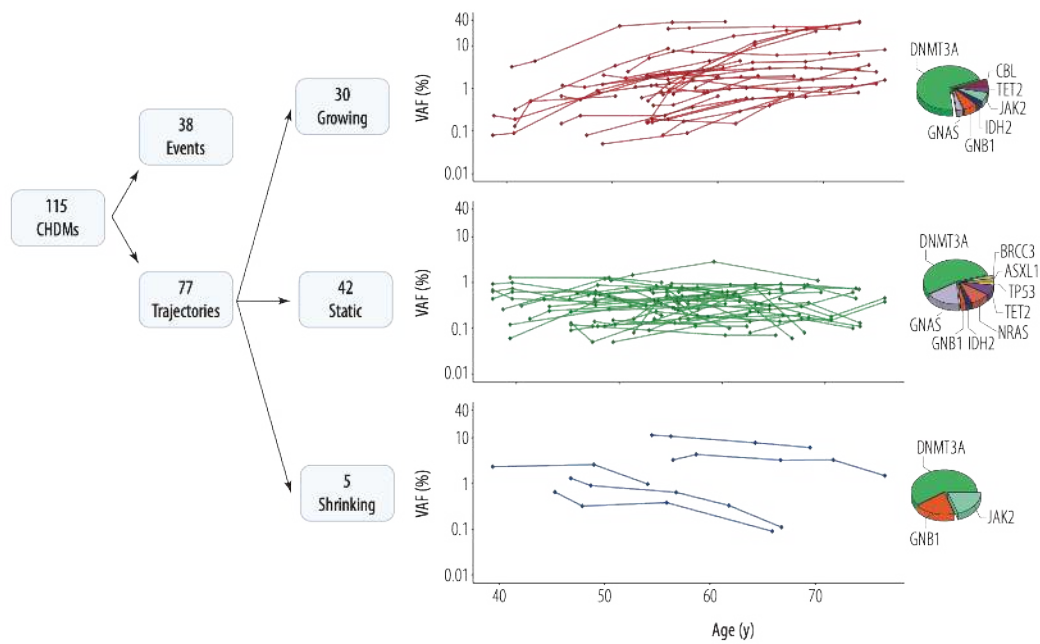 115
CHDMs
38
Events
77
Trajectories
30
Growing
42
Static
5
Shrinking
VAF (%)
40
10
1
0.1
0.01
DNMT3A
CBL
TET2
JAK2
IDH2
GNB1
GNAS
VAF (%)
40
10
1
0.1
0.01
DNMT3A
BRCC3
ASXL1
TP53
TET2
NRAS
IDH2
GNB1
GNAS
VAF (%)
40
10
1
0.1
0.01
DNMT3A
JAK2
GNB1
40 50 60 70
Age (y)